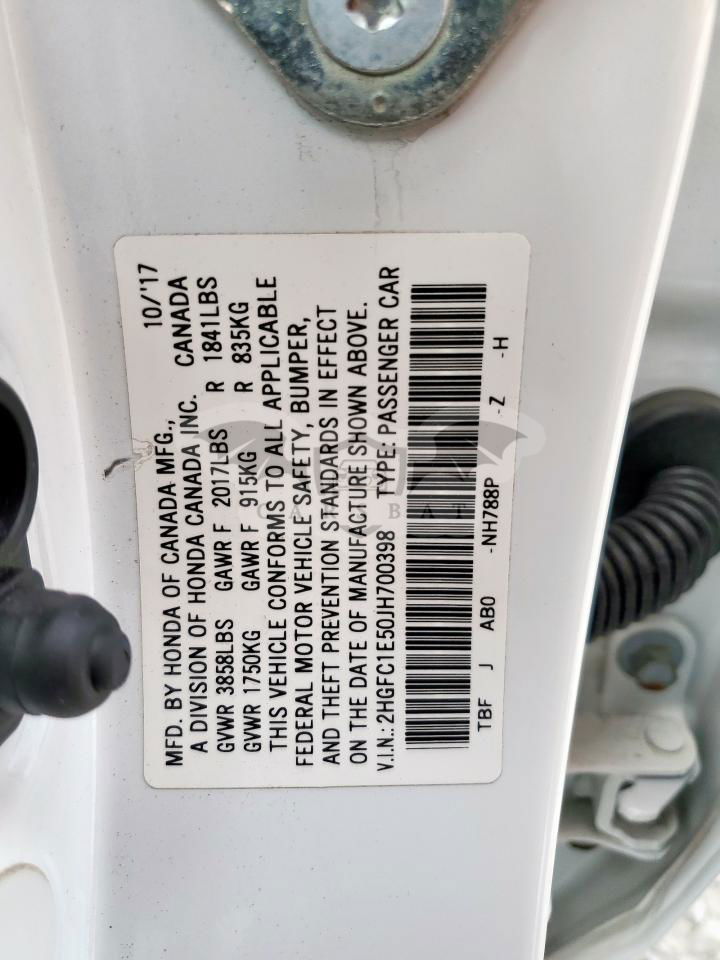 10/'17
MFD. BY HONDA OF CANADA MFG.,
A DIVISION OF HONDA CANADA INC. CANADA
GVWR 3858LBS GAWR F 2017LBS R 1841LBS
GVWR 1750KG GAWR F 915KG R 835KG
THIS VEHICLE CONFORMS TO ALL APPLICABLE
FEDERAL MOTOR VEHICLE SAFETY, BUMPER,
AND THEFT PREVENTION STANDARDS IN EFFECT
ON THE DATE OF MANUFACTURE SHOWN ABOVE.
V.I.N.: 2HGFC1E50JH700398 TYPE: PASSENGER CAR
TBF J AB0 -NH788P -Z -H